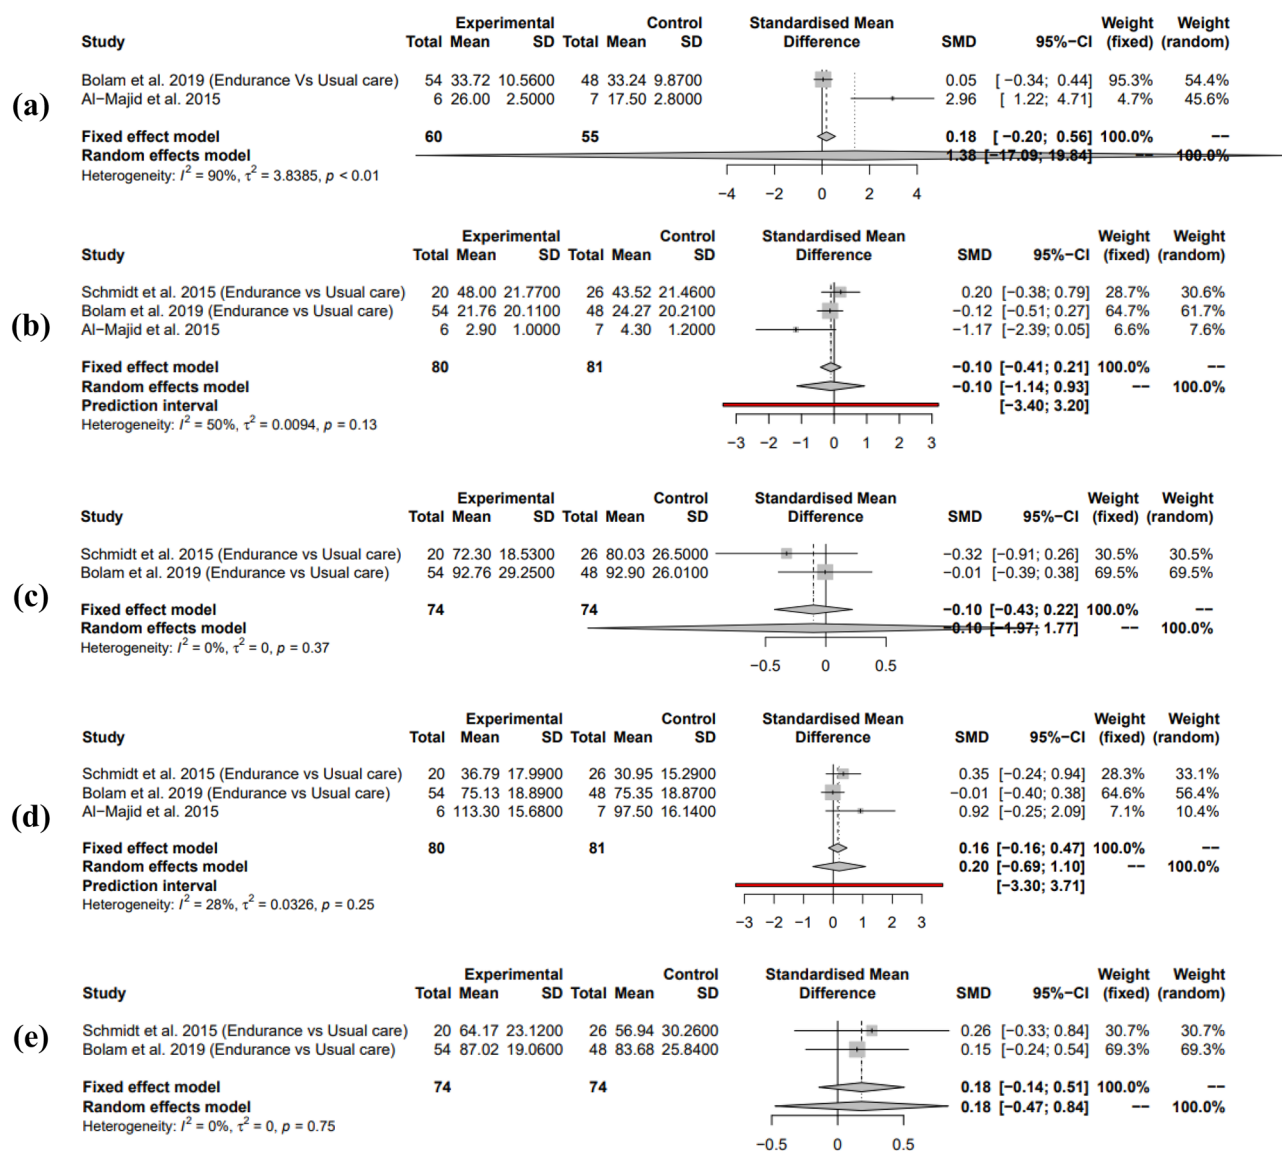 (a)
Experimental Control Standardised Mean Weight Weight
Study Total Mean SD Total Mean SD Difference SMD 95%−CI (fixed) (random)
Bolam et al. 2019 (Endurance Vs Usual care) 54 33.72 10.5600 48 33.24 9.8700 0.05 [ −0.34; 0.44] 95.3% 54.4%
Al−Majid et al. 2015 6 26.00 2.5000 7 17.50 2.8000 2.96 [ 1.22; 4.71] 4.7% 45.6%
Fixed effect model 60 55 0.18 [ −0.20; 0.56] 100.0% −−
Random effects model 1.38 [−17.09; 19.84] −− 100.0%
Heterogeneity: I² = 90%, τ² = 3.8385, p < 0.01
−4 −2 0 2 4
(b)
Experimental Control Standardised Mean Weight Weight
Study Total Mean SD Total Mean SD Difference SMD 95%−CI (fixed) (random)
Schmidt et al. 2015 (Endurance vs Usual care) 20 48.00 21.7700 26 43.52 21.4600 0.20 [−0.38; 0.79] 28.7% 30.6%
Bolam et al. 2019 (Endurance vs Usual care) 54 21.76 20.1100 48 24.27 20.2100 −0.12 [−0.51; 0.27] 64.7% 61.7%
Al−Majid et al. 2015 6 2.90 1.0000 7 4.30 1.2000 −1.17 [−2.39; 0.05] 6.6% 7.6%
Fixed effect model 80 81 −0.10 [−0.41; 0.21] 100.0% −−
Random effects model −0.10 [−1.14; 0.93] −− 100.0%
Prediction interval [−3.40; 3.20]
Heterogeneity: I² = 50%, τ² = 0.0094, p = 0.13
−3 −2 −1 0 1 2 3
(c)
Experimental Control Standardised Mean Weight Weight
Study Total Mean SD Total Mean SD Difference SMD 95%−CI (fixed) (random)
Schmidt et al. 2015 (Endurance vs Usual care) 20 72.30 18.5300 26 80.03 26.5000 −0.32 [−0.91; 0.26] 30.5% 30.5%
Bolam et al. 2019 (Endurance vs Usual care) 54 92.76 29.2500 48 92.90 26.0100 −0.01 [−0.39; 0.38] 69.5% 69.5%
Fixed effect model 74 74 −0.10 [−0.43; 0.22] 100.0% −−
Random effects model −0.10 [−1.97; 1.77] −− 100.0%
Heterogeneity: I² = 0%, τ² = 0, p = 0.37
−0.5 0 0.5
(d)
Experimental Control Standardised Mean Weight Weight
Study Total Mean SD Total Mean SD Difference SMD 95%−CI (fixed) (random)
Schmidt et al. 2015 (Endurance vs Usual care) 20 36.79 17.9900 26 30.95 15.2900 0.35 [−0.24; 0.94] 28.3% 33.1%
Bolam et al. 2019 (Endurance vs Usual care) 54 75.13 18.8900 48 75.35 18.8700 −0.01 [−0.40; 0.38] 64.6% 56.4%
Al−Majid et al. 2015 6 113.30 15.6800 7 97.50 16.1400 0.92 [−0.25; 2.09] 7.1% 10.4%
Fixed effect model 80 81 0.16 [−0.16; 0.47] 100.0% −−
Random effects model 0.20 [−0.69; 1.10] −− 100.0%
Prediction interval [−3.30; 3.71]
Heterogeneity: I² = 28%, τ² = 0.0326, p = 0.25
−3 −2 −1 0 1 2 3
(e)
Experimental Control Standardised Mean Weight Weight
Study Total Mean SD Total Mean SD Difference SMD 95%−CI (fixed) (random)
Schmidt et al. 2015 (Endurance vs Usual care) 20 64.17 23.1200 26 56.94 30.2600 0.26 [−0.33; 0.84] 30.7% 30.7%
Bolam et al. 2019 (Endurance vs Usual care) 54 87.02 19.0600 48 83.68 25.8400 0.15 [−0.24; 0.54] 69.3% 69.3%
Fixed effect model 74 74 0.18 [−0.14; 0.51] 100.0% −−
Random effects model 0.18 [−0.47; 0.84] −− 100.0%
Heterogeneity: I² = 0%, τ² = 0, p = 0.75
−0.5 0 0.5